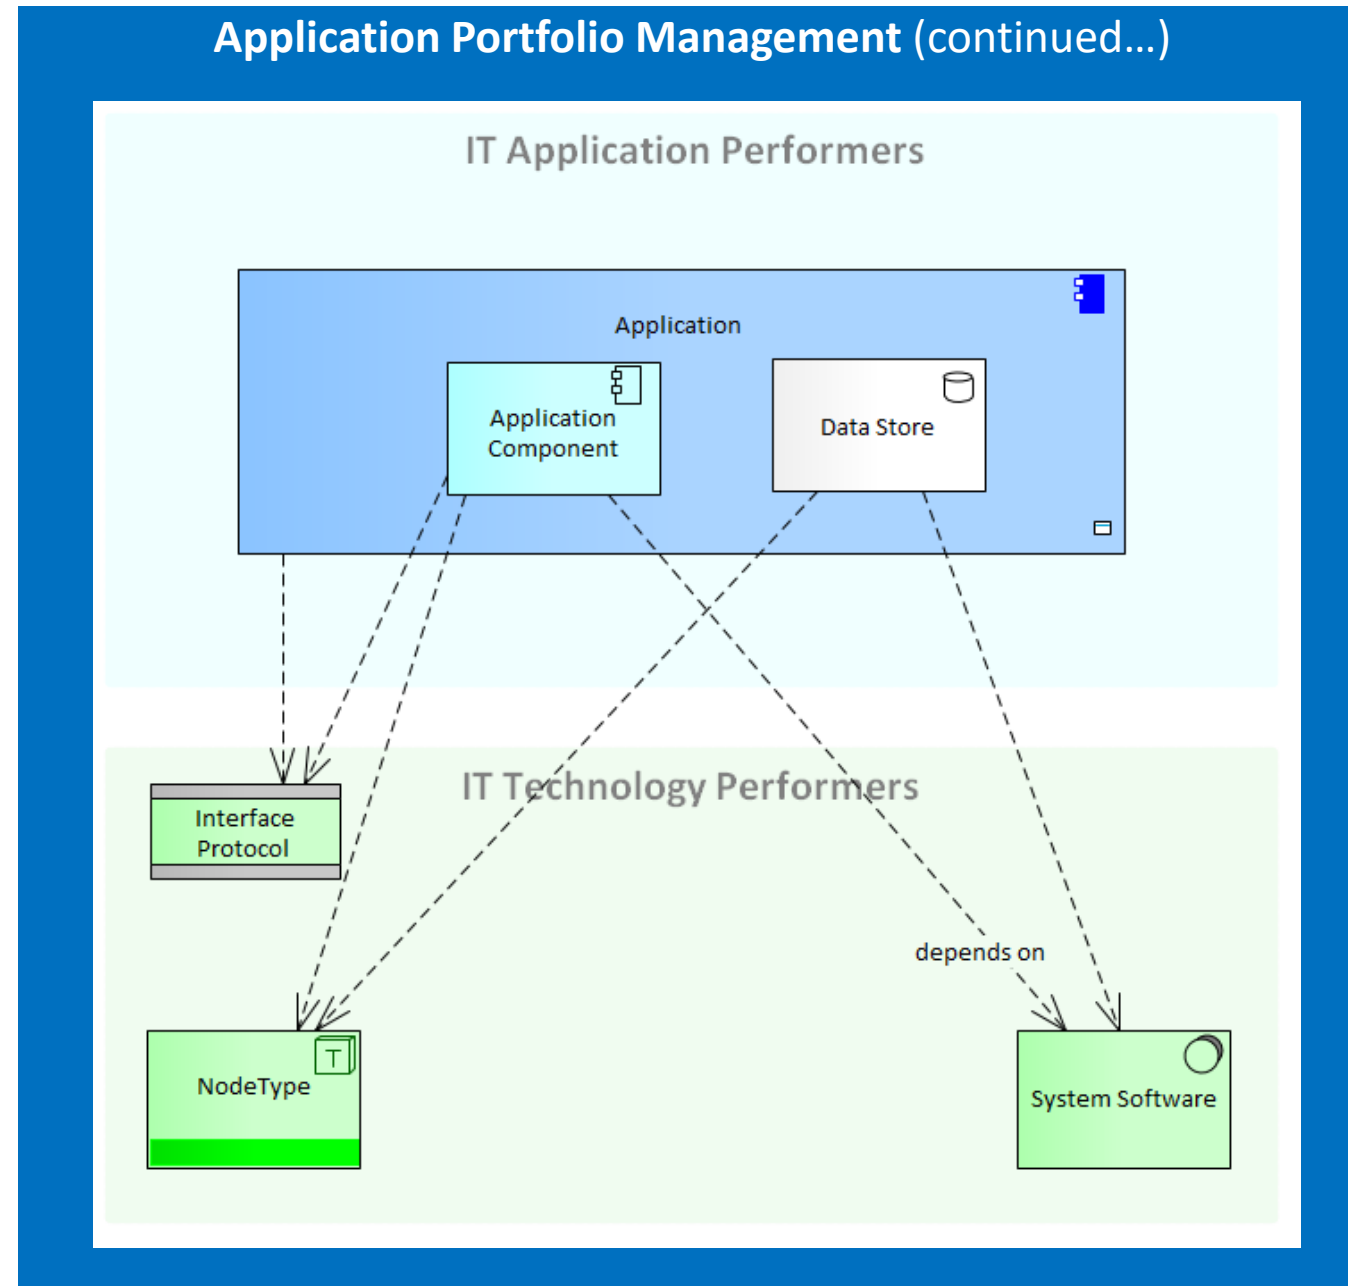 Application Portfolio Management (continued…)
IT Application Performers
Application
Application
Component
Data Store
IT Technology Performers
Interface
Protocol
depends on
T
NodeType
System Software